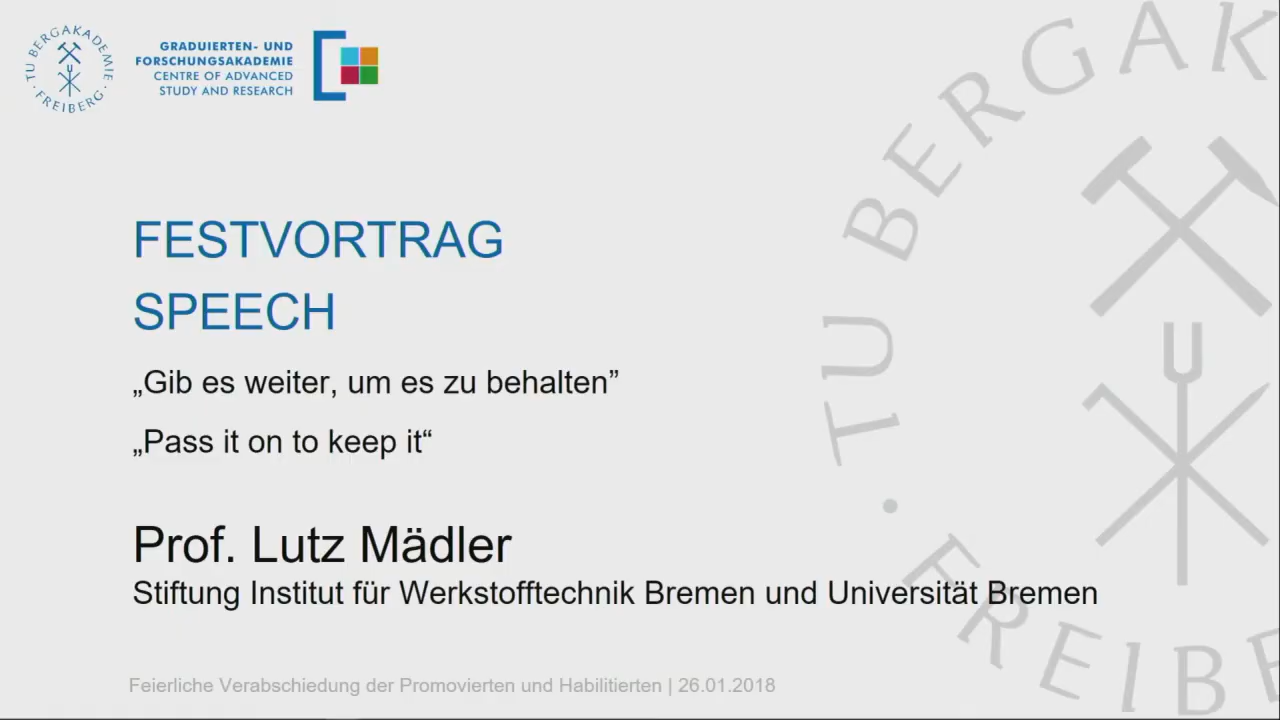 TU BERGAKADEMIE
· FREIBERG ·
GRADUIERTEN- UND
FORSCHUNGSAKADEMIE
CENTRE OF ADVANCED
STUDY AND RESEARCH
FESTVORTRAG
SPEECH
„Gib es weiter, um es zu behalten”
„Pass it on to keep it“
Prof. Lutz Mädler
Stiftung Institut für Werkstofftechnik Bremen und Universität Bremen
Feierliche Verabschiedung der Promovierten und Habilitierten | 26.01.2018
TU BERGAK
· FREIBE